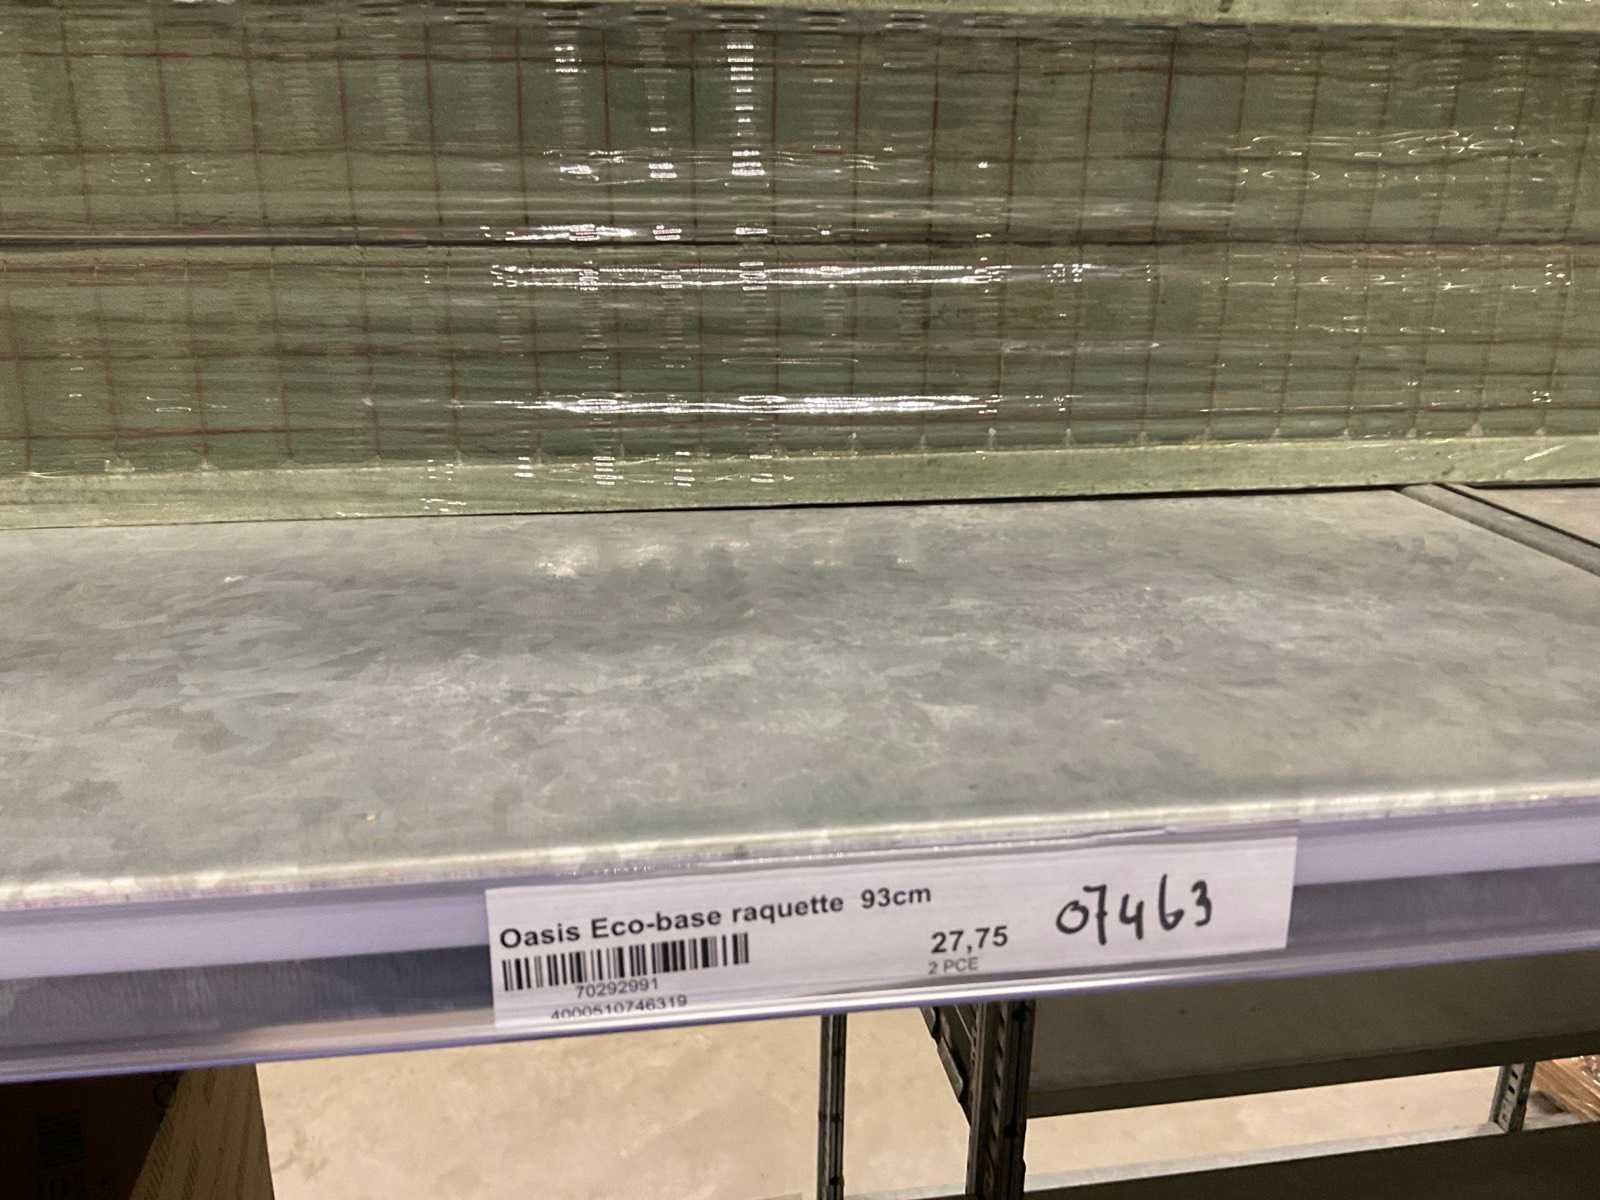 Oasis Eco-base raquette 93cm
27,75
2 PCE
07463
70292991
4000510746319